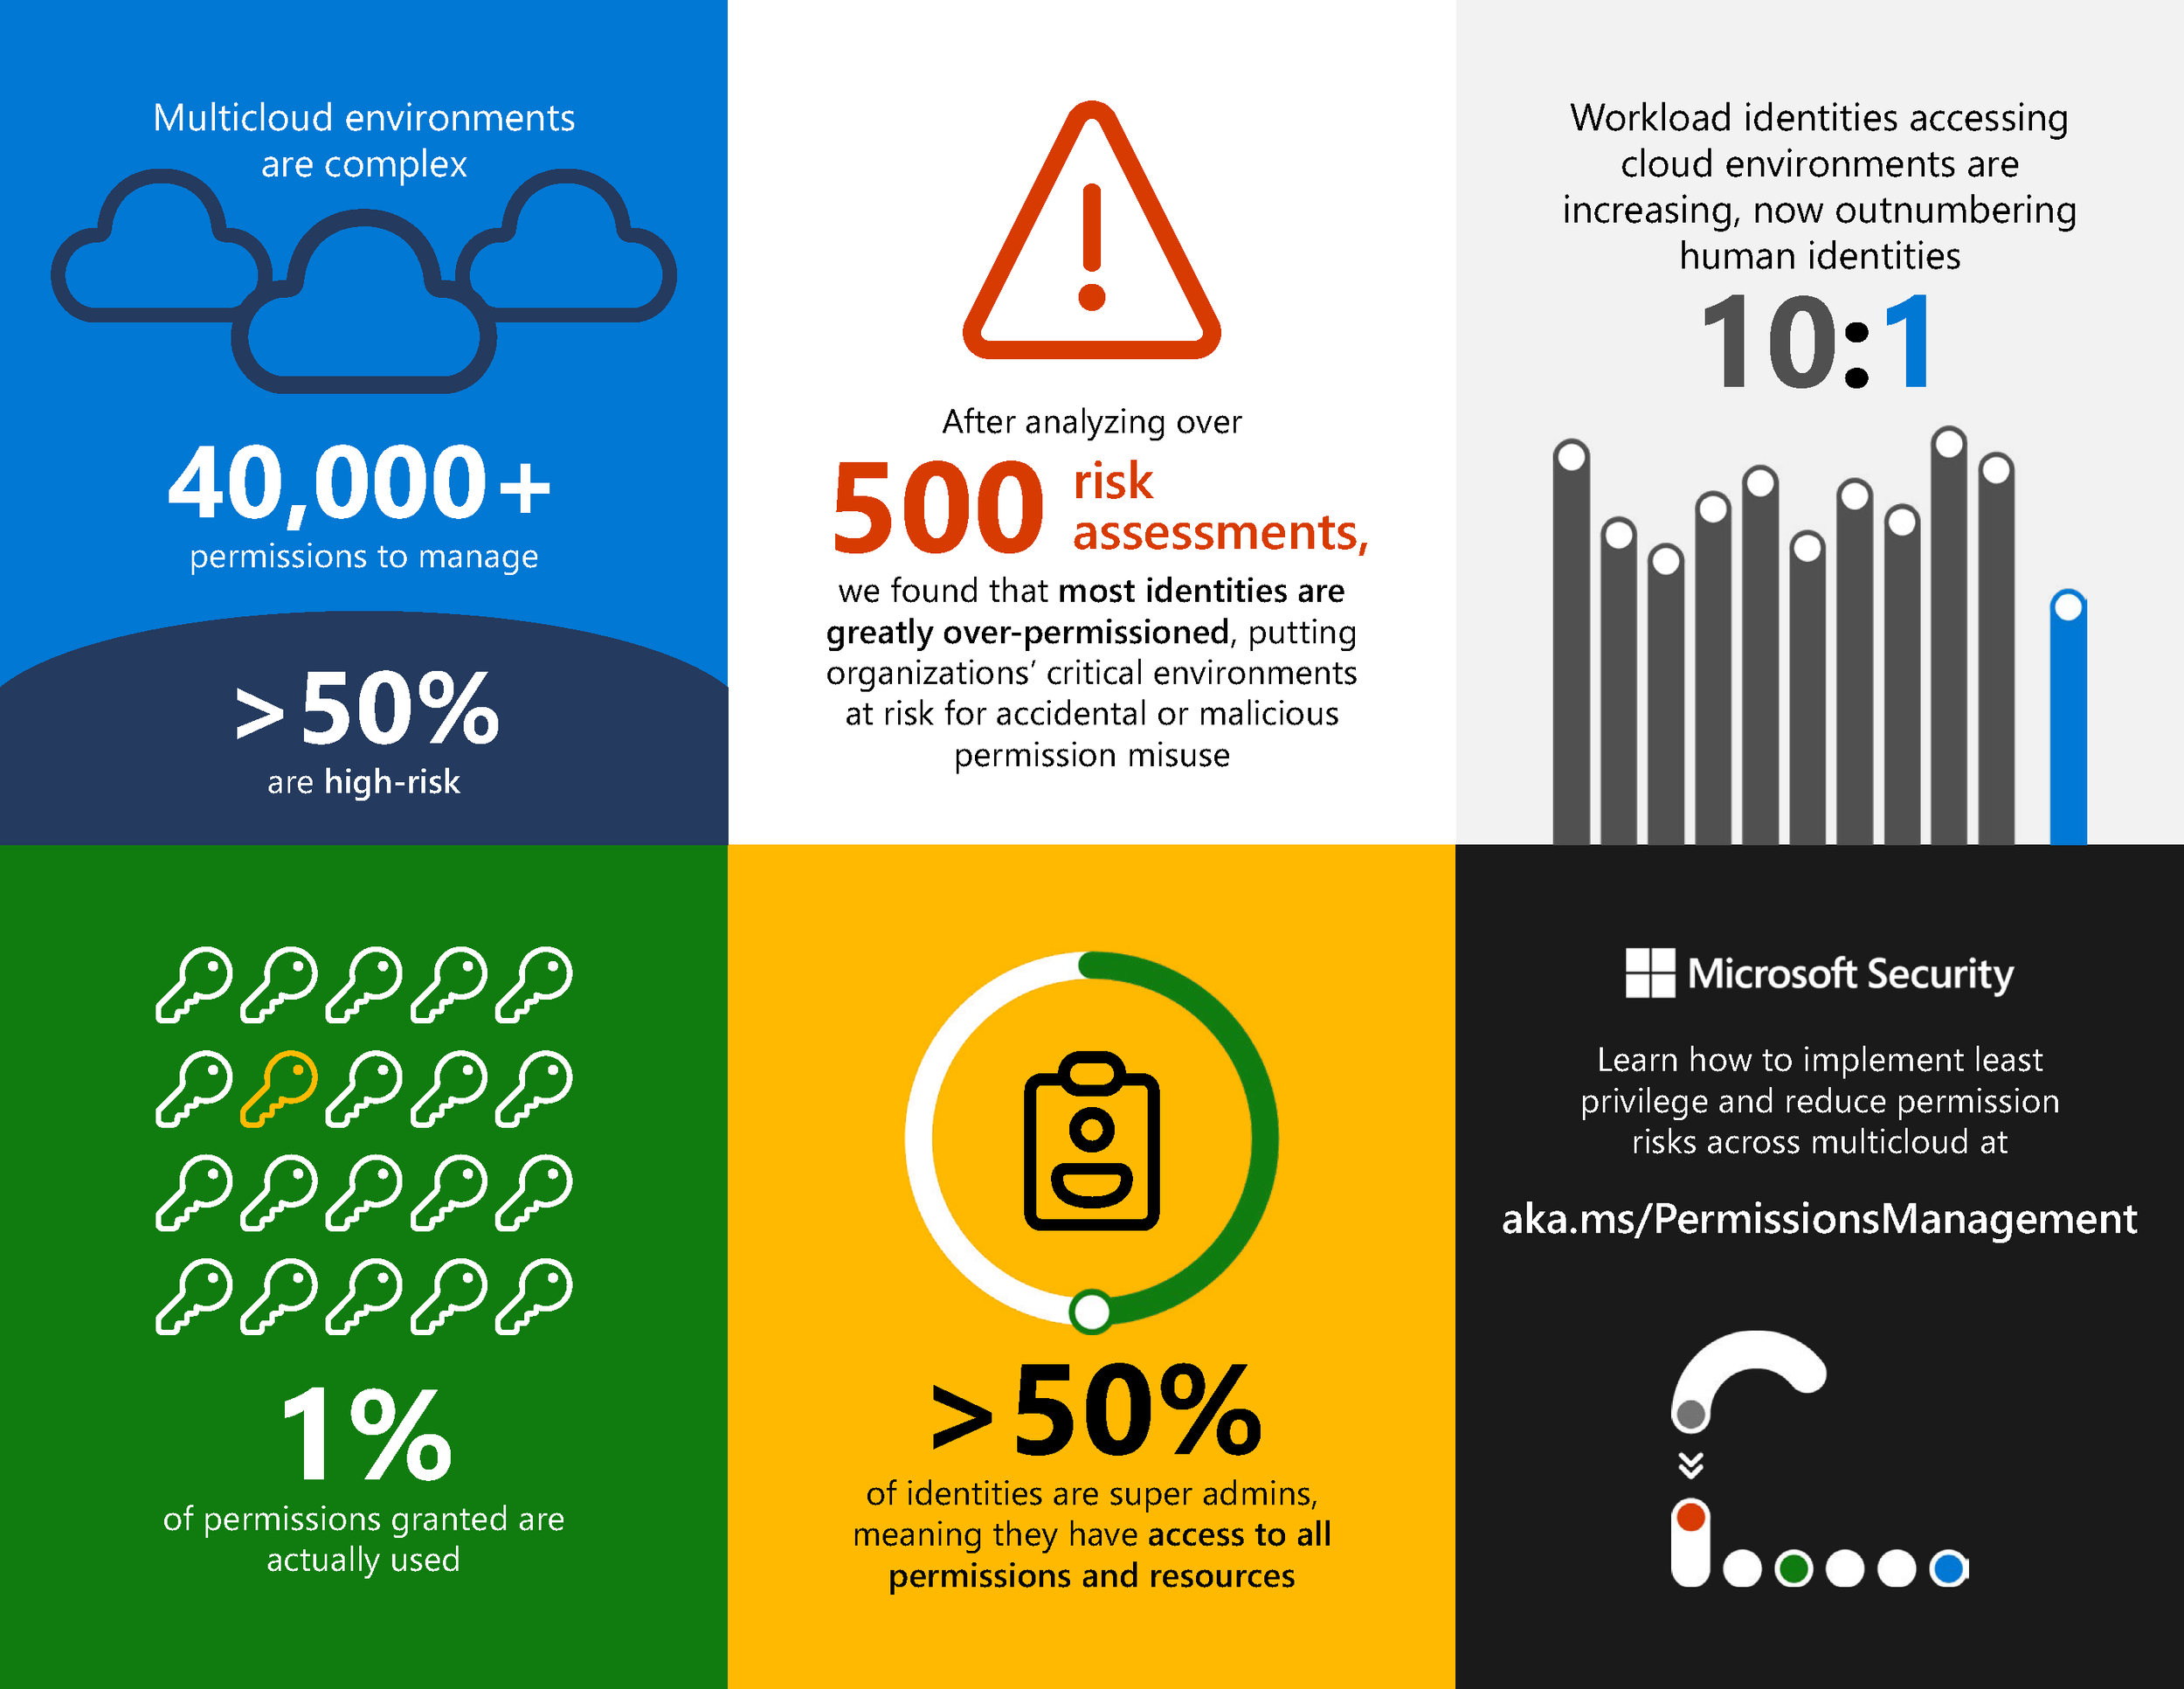 Multicloud environments
are complex
40,000+
permissions to manage
>50%
are high-risk
After analyzing over
500 risk
assessments,
we found that most identities are
greatly over-permissioned, putting
organizations’ critical environments
at risk for accidental or malicious
permission misuse
Workload identities accessing
cloud environments are
increasing, now outnumbering
human identities
10:1
1%
of permissions granted are
actually used
>50%
of identities are super admins,
meaning they have access to all
permissions and resources
Microsoft Security
Learn how to implement least
privilege and reduce permission
risks across multicloud at
aka.ms/PermissionsManagement